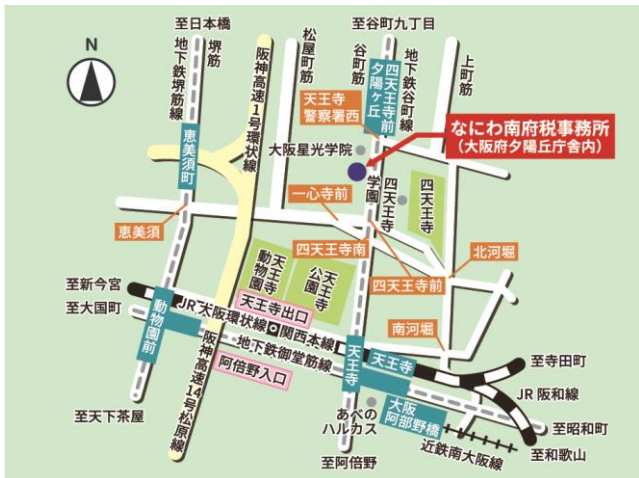 至日本橋
至谷町九丁目
N
地下鉄堺筋線
堺筋
阪神高速1号環状線
松屋町筋
谷町筋
四天王寺前
夕陽ヶ丘
地下鉄谷町線
上町筋
天王寺
警察署西
なにわ南府税事務所
（大阪府夕陽丘庁舎内）
大阪星光学院
恵美須町
一心寺前
四天王寺
学園
四天王寺
恵美須
四天王寺南
四天王寺前
北河堀
天王寺
動物園
天王寺
公園
至新今宮
至大国町
動物園前
JR大阪環状線
関西本線
天王寺出口
地下鉄御堂筋線
阿倍野入口
南河堀
天王寺
天王寺
至寺田町
JR阪和線
阪神高速14号松原線
至天下茶屋
あべの
ハルカス
大阪
阿部野橋
至昭和町
近鉄南大阪線
至和歌山
至阿倍野